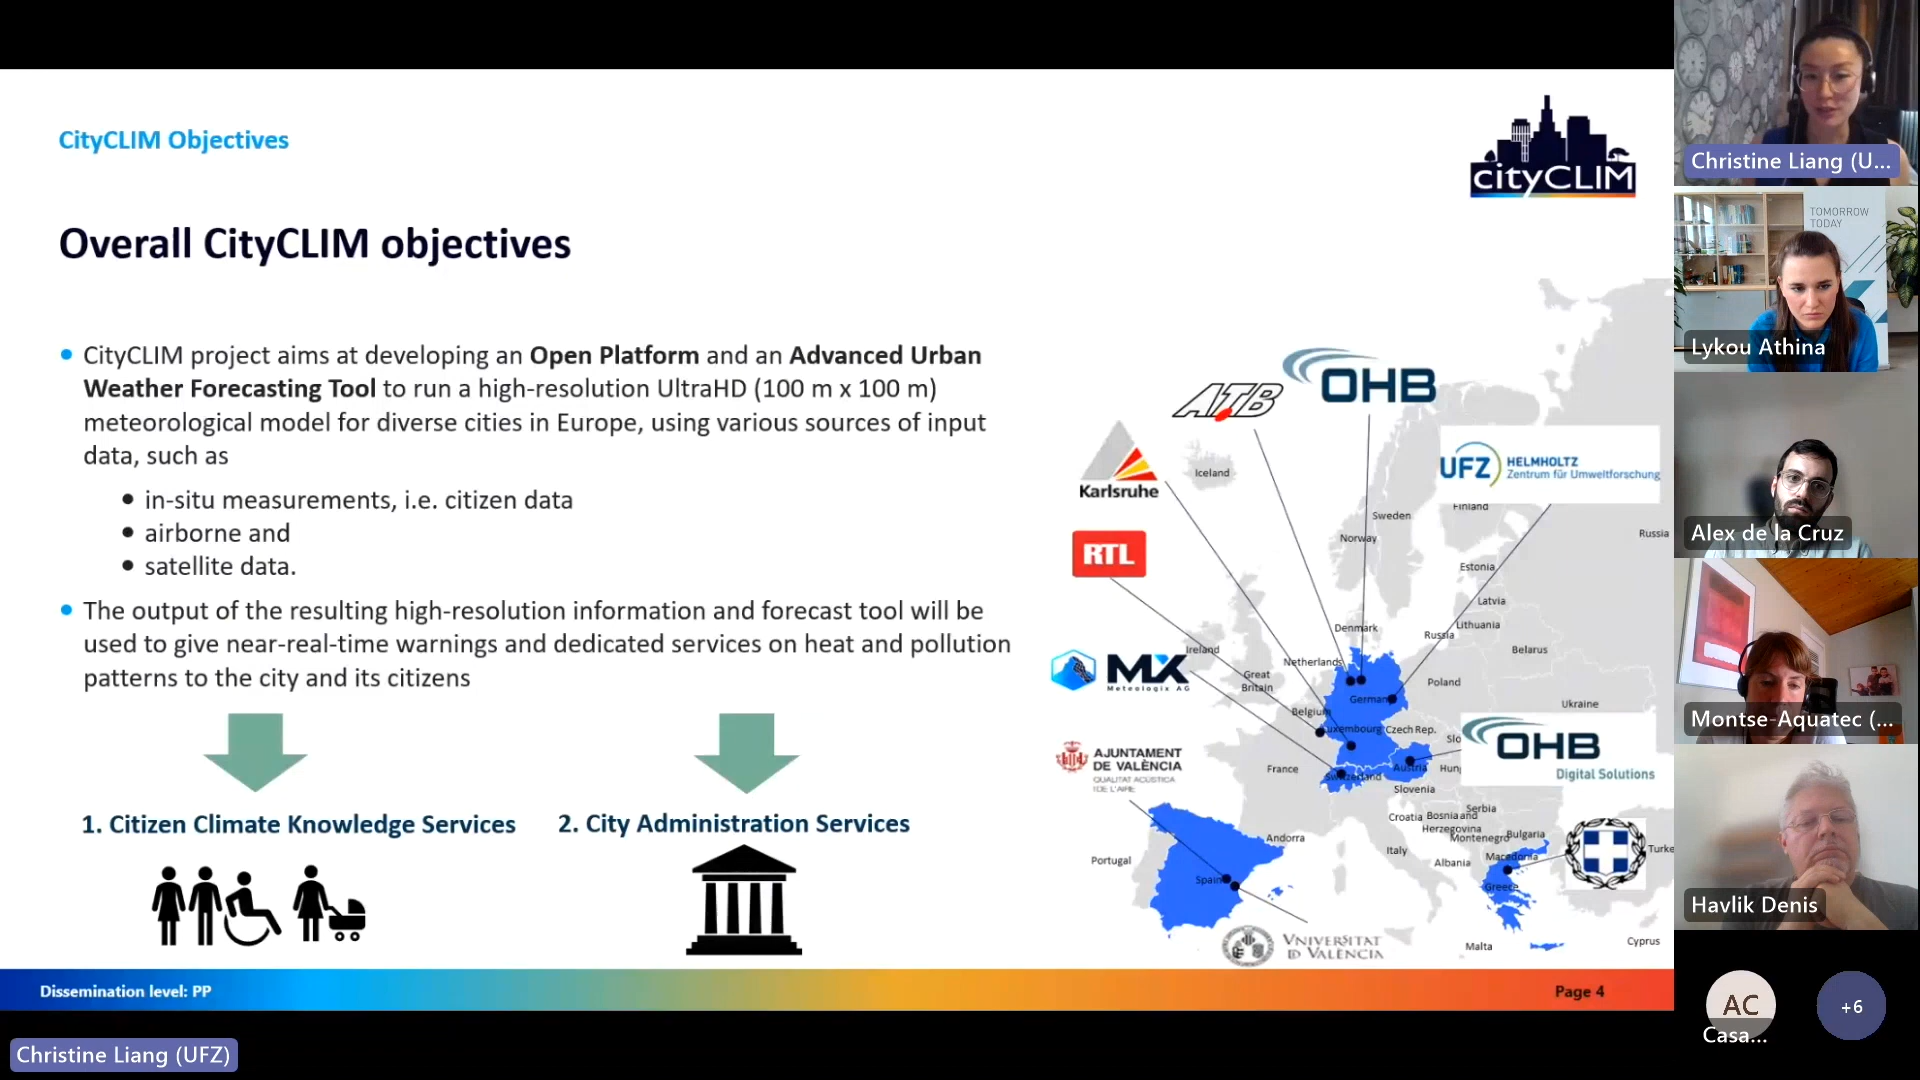 CityCLIM Objectives
cityCLIM
Overall CityCLIM objectives
CityCLIM project aims at developing an Open Platform and an Advanced Urban
Weather Forecasting Tool to run a high-resolution UltraHD (100 m x 100 m)
meteorological model for diverse cities in Europe, using various sources of input
data, such as
in-situ measurements, i.e. citizen data
airborne and
satellite data.
The output of the resulting high-resolution information and forecast tool will be
used to give near-real-time warnings and dedicated services on heat and pollution
patterns to the city and its citizens
1. Citizen Climate Knowledge Services
2. City Administration Services
ATB
OHB
Karlsruhe
UFZ HELMHOLTZ
Zentrum für Umweltforschung
RTL
MX
Meteologix AG
AJUNTAMENT
DE VALÈNCIA
QUALITAT ACÚSTICA
I DE L'AIRE
OHB
Digital Solutions
VNIVERSITAT
D VALENCIA
Iceland
Sweden
Finland
Norway
Russia
Estonia
Latvia
Lithuania
Denmark
Russia
Belarus
Ireland
Netherlands
Great
Britain
Poland
Germany
Belgium
Ukraine
Luxembourg
Czech Rep.
Slo
France
Switzerland
Austria
Hung
Slovenia
Serbia
Croatia
Bosnia and
Herzegovina
Montenegro
Bulgaria
Andorra
Italy
Macedonia
Turke
Albania
Portugal
Spain
Greece
Malta
Cyprus
Dissemination level: PP
Page 4
Christine Liang (UFZ)
Christine Liang (U...
TOMORROW
TODAY
Lykou Athina
Alex de la Cruz
Montse-Aquatec (...
Havlik Denis
AC
Casa...
+6